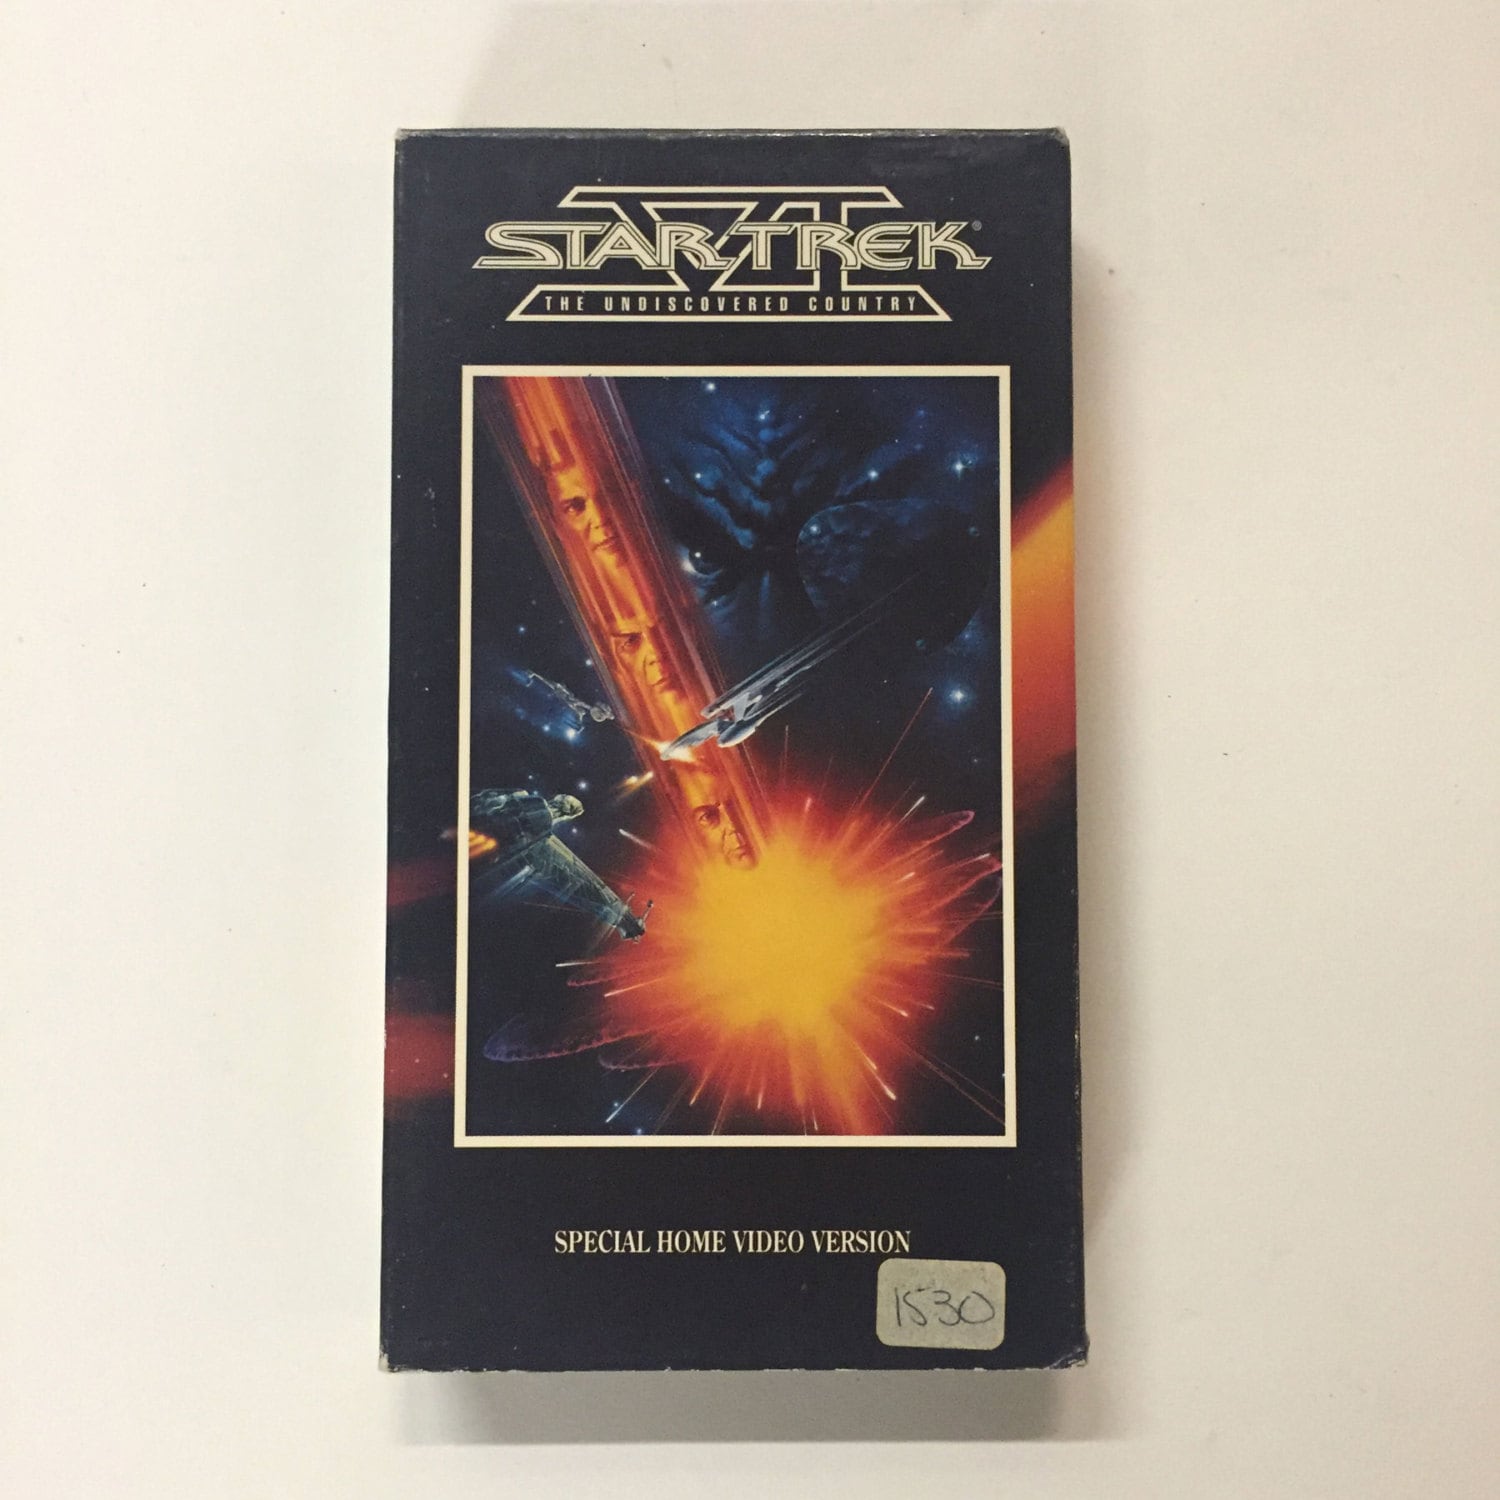 STAR TREK®
VI
THE UNDISCOVERED COUNTRY
SPECIAL HOME VIDEO VERSION
1530